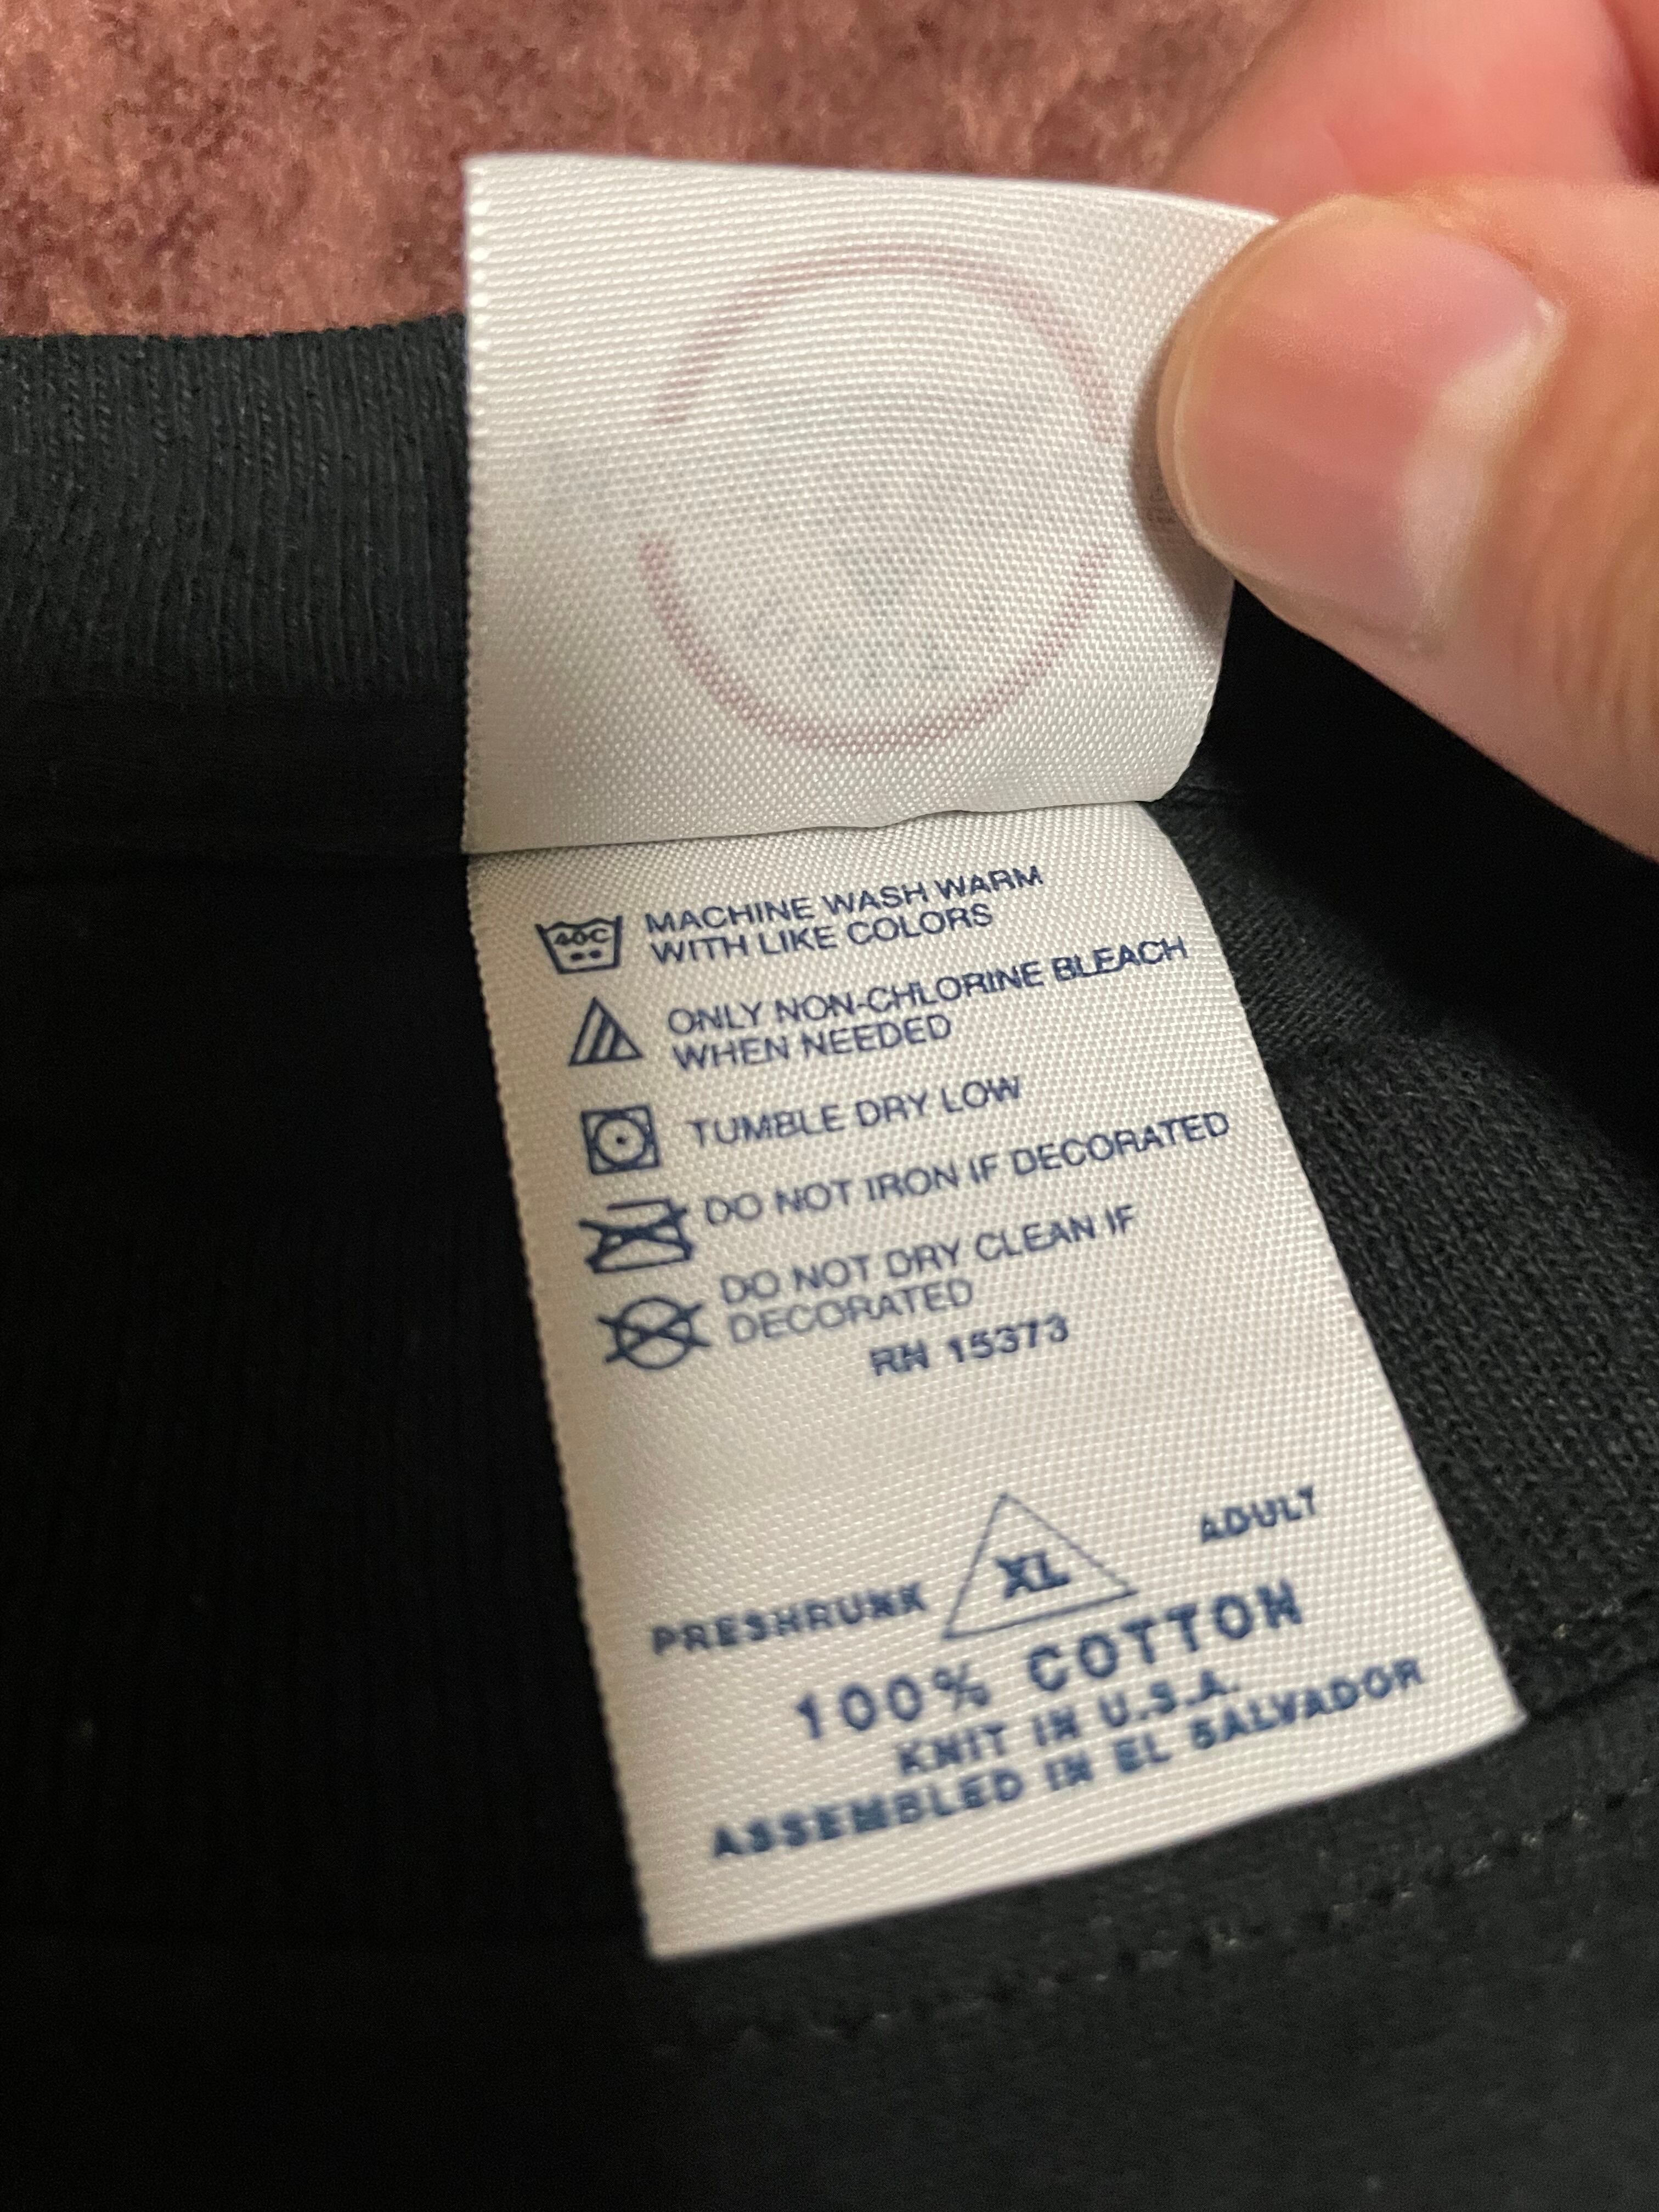 40C
MACHINE WASH WARM
WITH LIKE COLORS
ONLY NON-CHLORINE BLEACH
WHEN NEEDED
TUMBLE DRY LOW
DO NOT IRON IF DECORATED
DO NOT DRY CLEAN IF
DECORATED
RN 15373
ADULT
XL
PRESHRUNK
100% COTTON
KNIT IN U.S.A.
ASSEMBLED IN EL SALVADOR